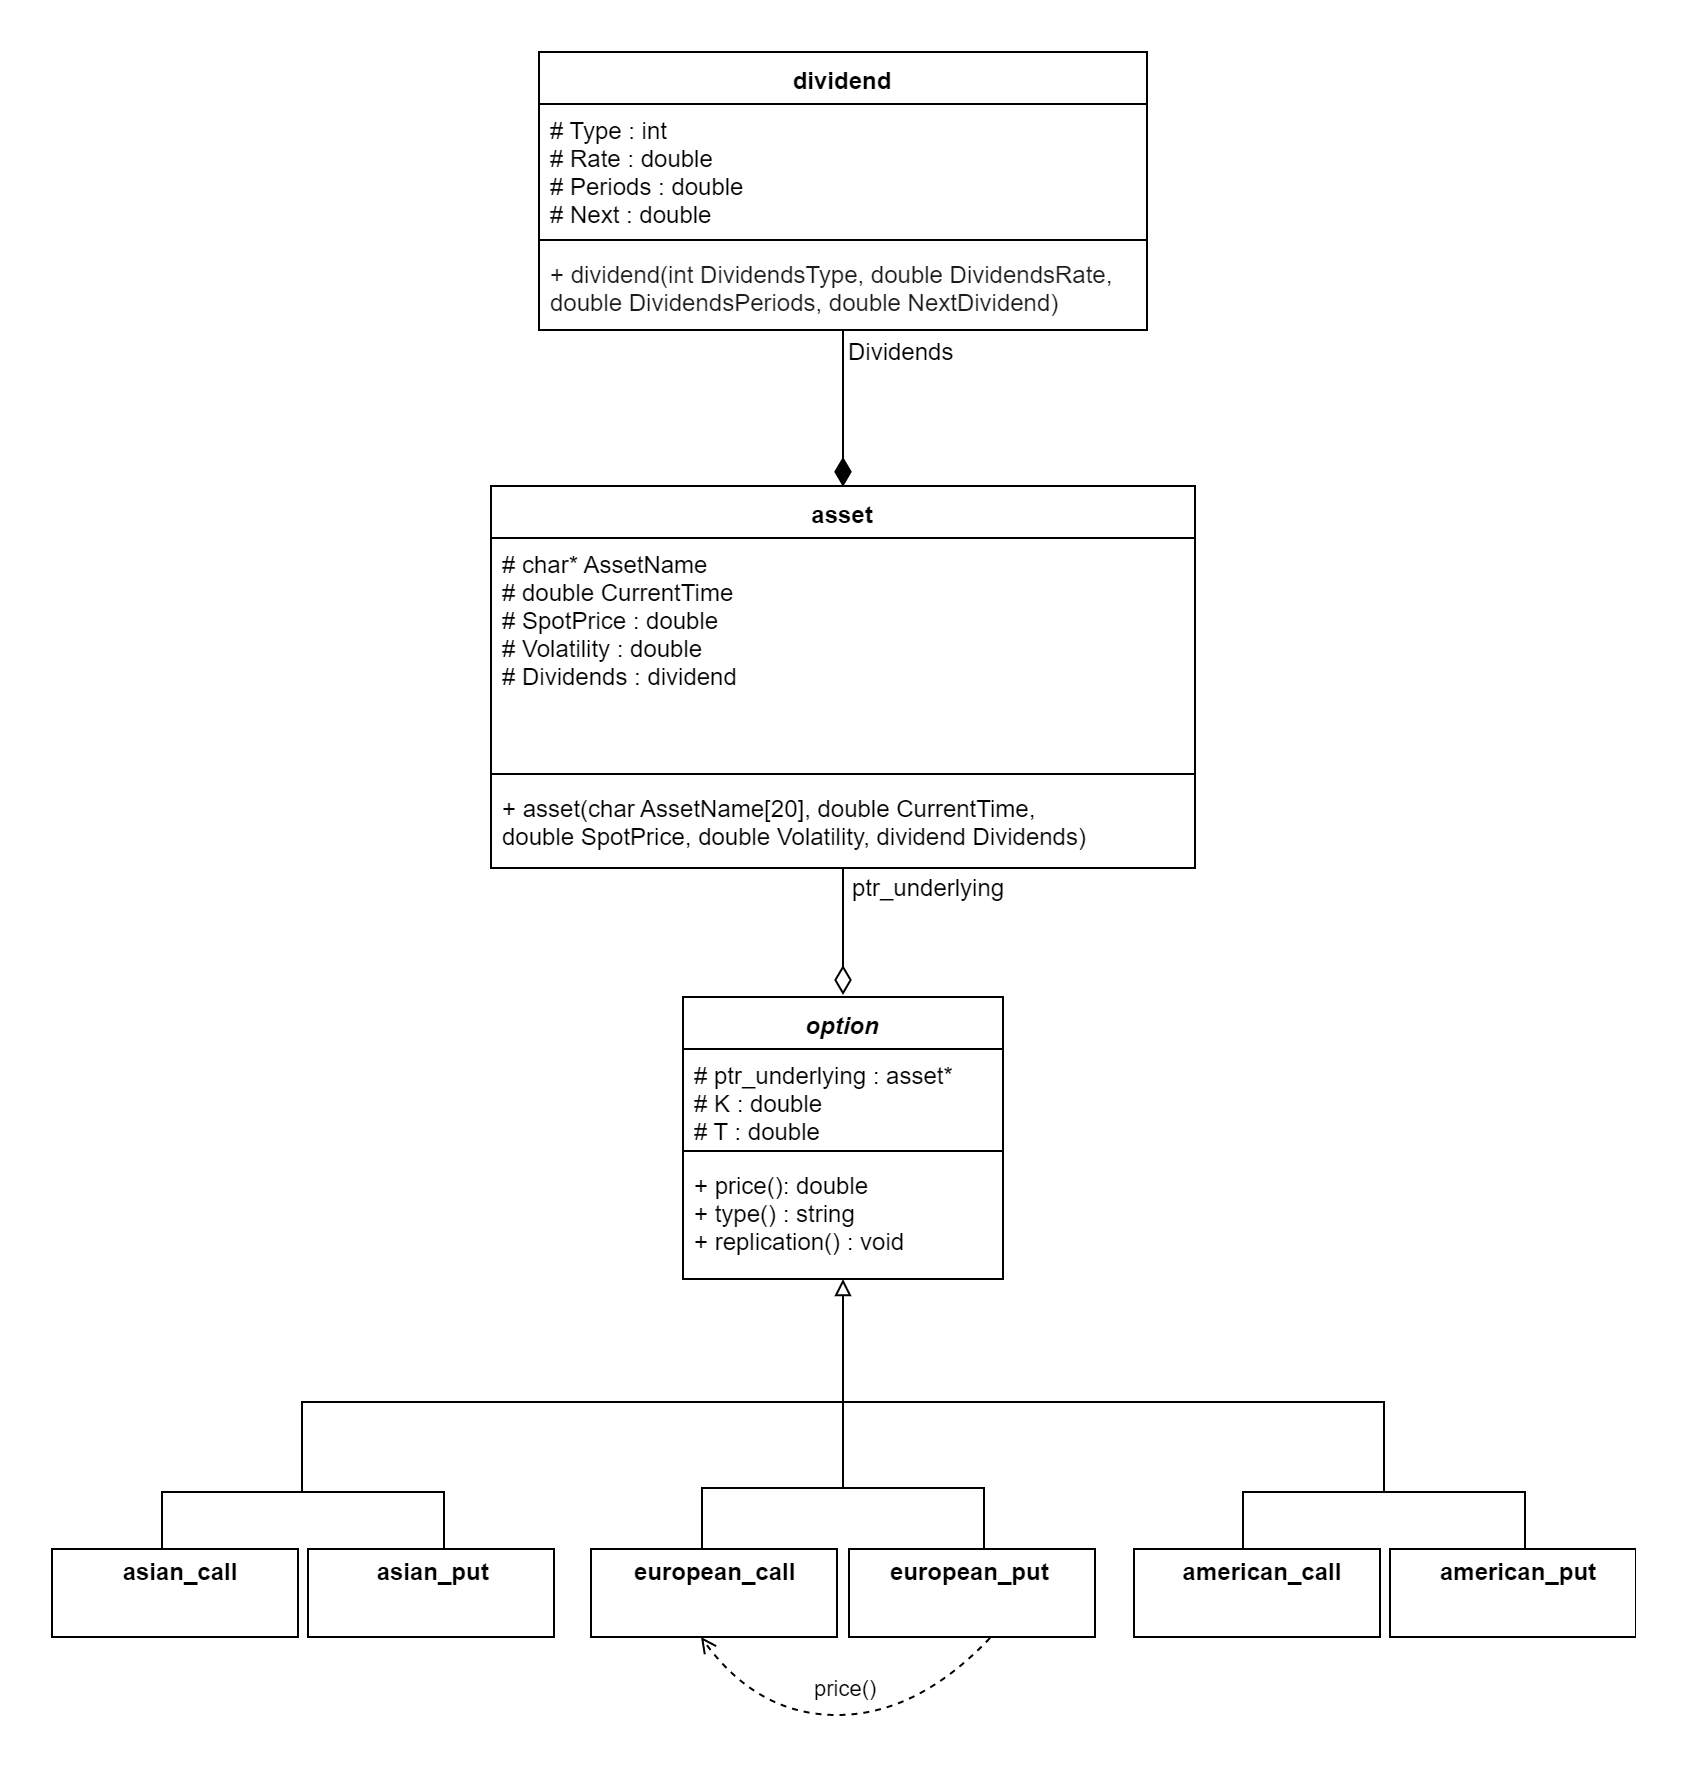 dividend
# Type : int
# Rate : double
# Periods : double
# Next : double
+ dividend(int DividendsType, double DividendsRate,
double DividendsPeriods, double NextDividend)
Dividends
asset
# char* AssetName
# double CurrentTime
# SpotPrice : double
# Volatility : double
# Dividends : dividend
+ asset(char AssetName[20], double CurrentTime,
double SpotPrice, double Volatility, dividend Dividends)
ptr_underlying
option
# ptr_underlying : asset*
# K : double
# T : double
+ price(): double
+ type() : string
+ replication() : void
asian_call
asian_put
european_call
european_put
american_call
american_put
price()